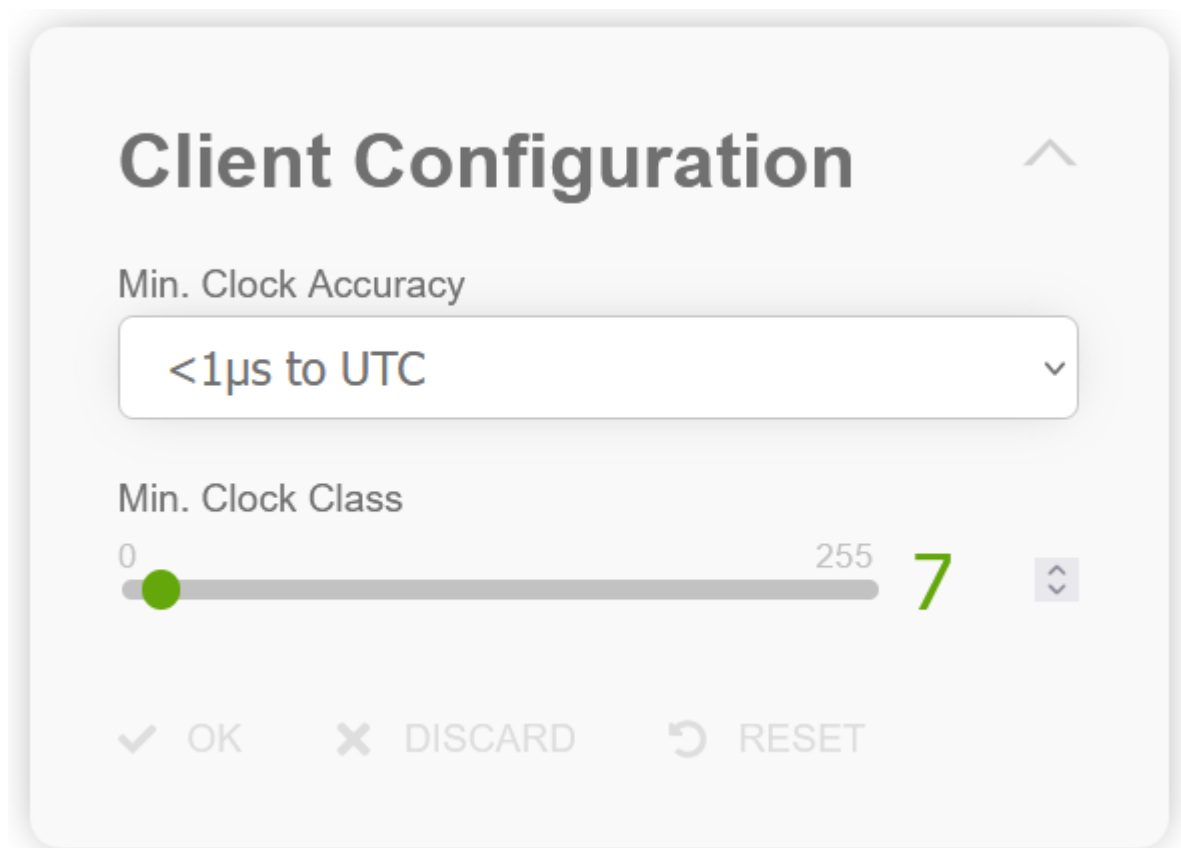 Client Configuration
Min. Clock Accuracy
<1µs to UTC
Min. Clock Class
0 255 7
OK DISCARD RESET